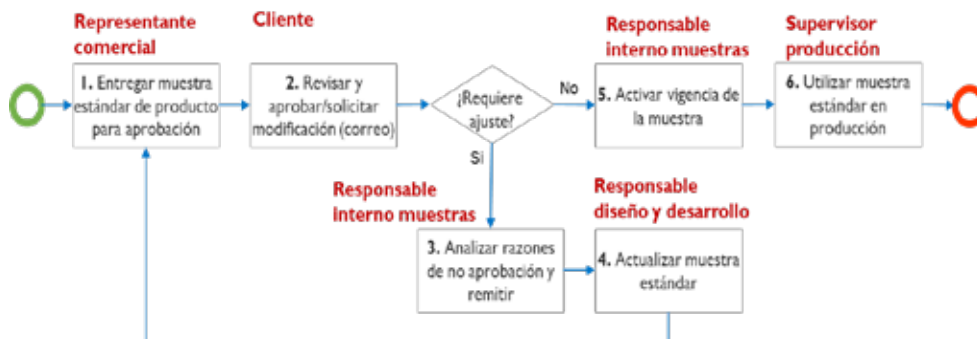 Representante
comercial
1. Entregar muestra
estándar de producto
para aprobación
Cliente
2. Revisar y
aprobar/solicitar
modificación (correo)
¿Requiere
ajuste?
No
Si
Responsable
interno muestras
5. Activar vigencia de
la muestra
Supervisor
producción
6. Utilizar muestra
estándar en
producción
Responsable
interno muestras
3. Analizar razones
de no aprobación y
remitir
Responsable
diseño y desarrollo
4. Actualizar muestra
estándar